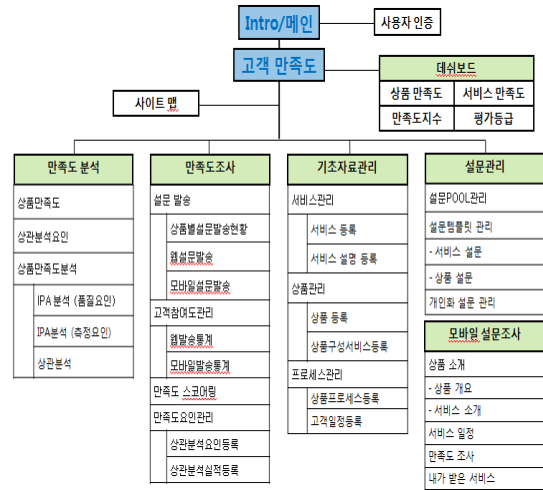 Intro/메인
사용자 인증
고객 만족도
데쉬보드
상품 만족도
서비스 만족도
만족도지수
평가등급
사이트 맵
만족도 분석
상품만족도
상관분석요인
상품만족도분석
IPA 분석 (품질요인)
IPA분석 (측정요인)
상관분석
만족도조사
설문 발송
상품별설문발송현황
웹설문발송
모바일설문발송
고객참여도관리
웹발송통계
모바일발송통계
만족도 스코어링
만족도요인관리
상관분석요인등록
상관분석실적등록
기초자료관리
서비스관리
서비스 등록
서비스 설명 등록
상품관리
상품 등록
상품구성서비스등록
프로세스관리
상품프로세스등록
고객일정등록
설문관리
설문POOL관리
설문템플릿 관리
- 서비스 설문
- 상품 설문
개인화 설문 관리
모바일 설문조사
상품 소개
- 상품 개요
- 서비스 소개
서비스 일정
만족도 조사
내가 받은 서비스